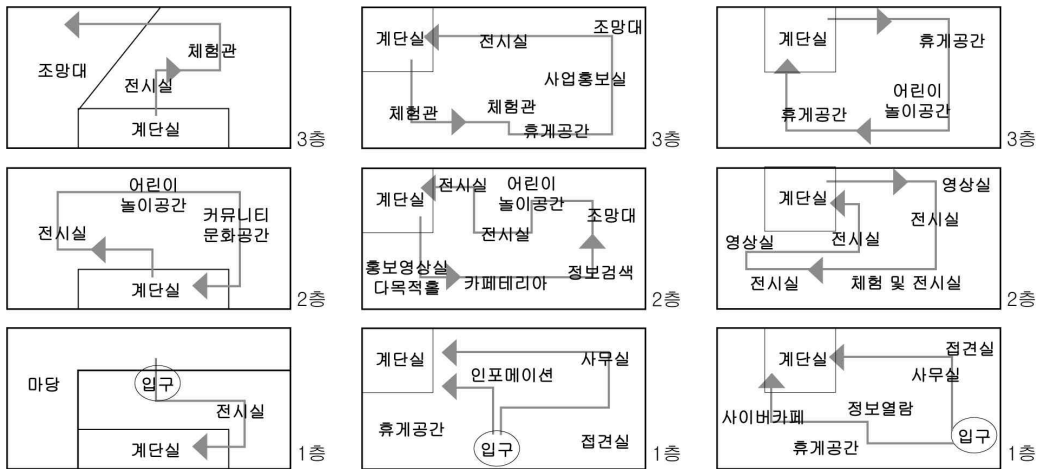 조망대
체험관
전시실
계단실
3층
계단실
전시실
조망대
사업홍보실
체험관
체험관
휴게공간
3층
계단실
휴게공간
어린이
놀이공간
휴게공간
3층
어린이
놀이공간
커뮤니티
문화공간
전시실
계단실
2층
계단실
전시실
어린이
놀이공간
전시실
조망대
홍보영상실
다목적홀
카페테리아
정보검색
2층
계단실
영상실
전시실
영상실
전시실
전시실
체험 및 전시실
2층
마당
입구
전시실
계단실
1층
계단실
사무실
인포메이션
휴게공간
입구
접견실
1층
계단실
접견실
사무실
사이버카페
정보열람
휴게공간
입구
1층